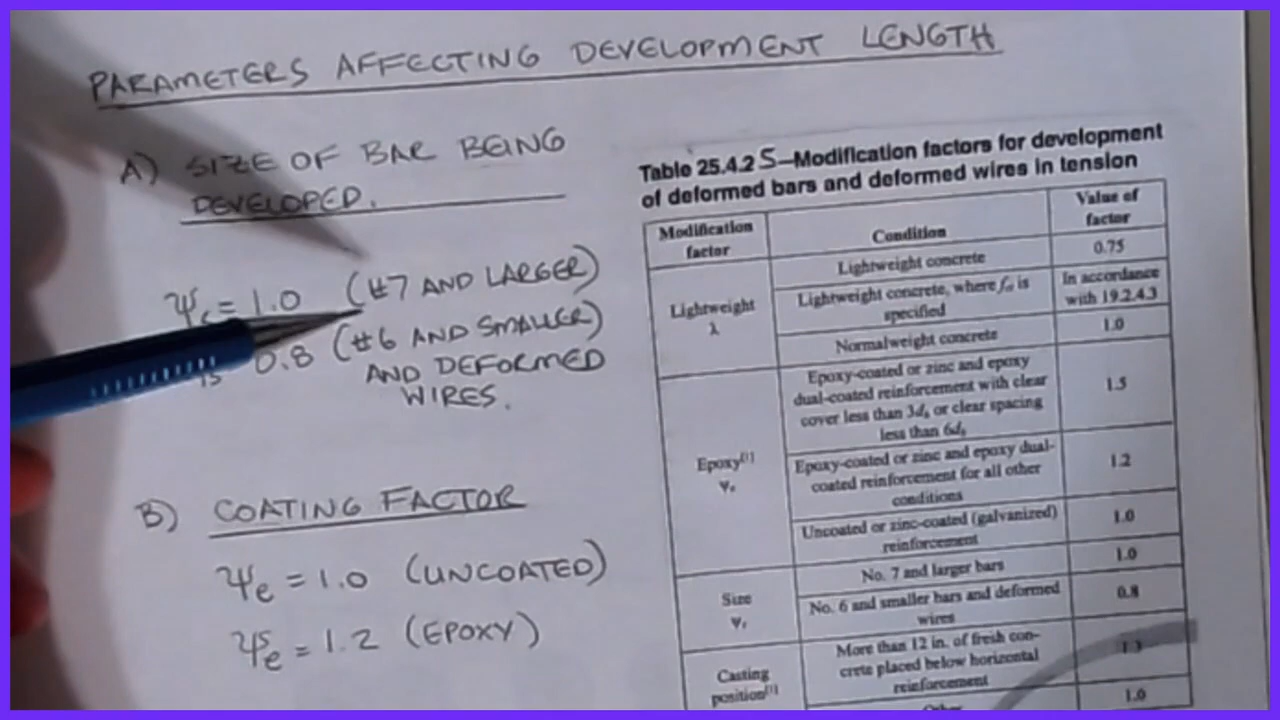 PARAMETERS AFFECTING DEVELOPMENT LENGTH
A) SIZE OF BAR BEING
DEVELOPED.
= 1.0 (#7 AND LARGER)
0.8 (#6 AND SMALLER)
AND DEFORMED
WIRES.
B) COATING FACTOR
Ψe = 1.0 (UNCOATED)
Ψe = 1.2 (EPOXY)
Table 25.4.2 5—Modification factors for development
of deformed bars and deformed wires in tension
Modification
factor
Condition
Value of
factor
Lightweight
λ
Lightweight concrete
0.75
Lightweight concrete, where fct is
specified
In accordance
with 19.2.4.3
Normalweight concrete
1.0
Epoxy[1]
Ψe
Epoxy-coated or zinc and epoxy
dual-coated reinforcement with clear
cover less than 3db or clear spacing
less than 6db
1.5
Epoxy-coated or zinc and epoxy dual-
coated reinforcement for all other
conditions
1.2
Uncoated or zinc-coated (galvanized)
reinforcement
1.0
Size
No. 7 and larger bars
1.0
No. 6 and smaller bars and deformed
wires
0.8
Casting
position[1]
More than 12 in. of fresh con-
crete placed below horizontal
reinforcement
1.3
Other
1.0